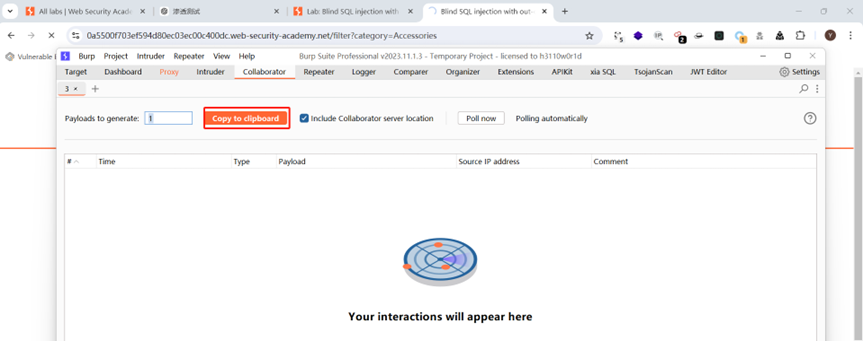 All labs | Web Security Acade
渗透测试
Lab: Blind SQL injection with
Blind SQL injection with out-
0a5500f703ef594d80ec03ec00c400dc.web-security-academy.net/filter?category=Accessories
5
2
1
Y
Vulnerable
Burp Project Intruder Repeater View Help
Burp Suite Professional v2023.11.1.3 - Temporary Project - licensed to h3110w0r1d
Target Dashboard Proxy Intruder Collaborator Repeater Logger Comparer Organizer Extensions APIKit xia SQL TsojanScan JWT Editor Settings
3 × +
Payloads to generate: 1 Copy to clipboard Include Collaborator server location Poll now Polling automatically
# Time Type Payload Source IP address Comment
Your interactions will appear here